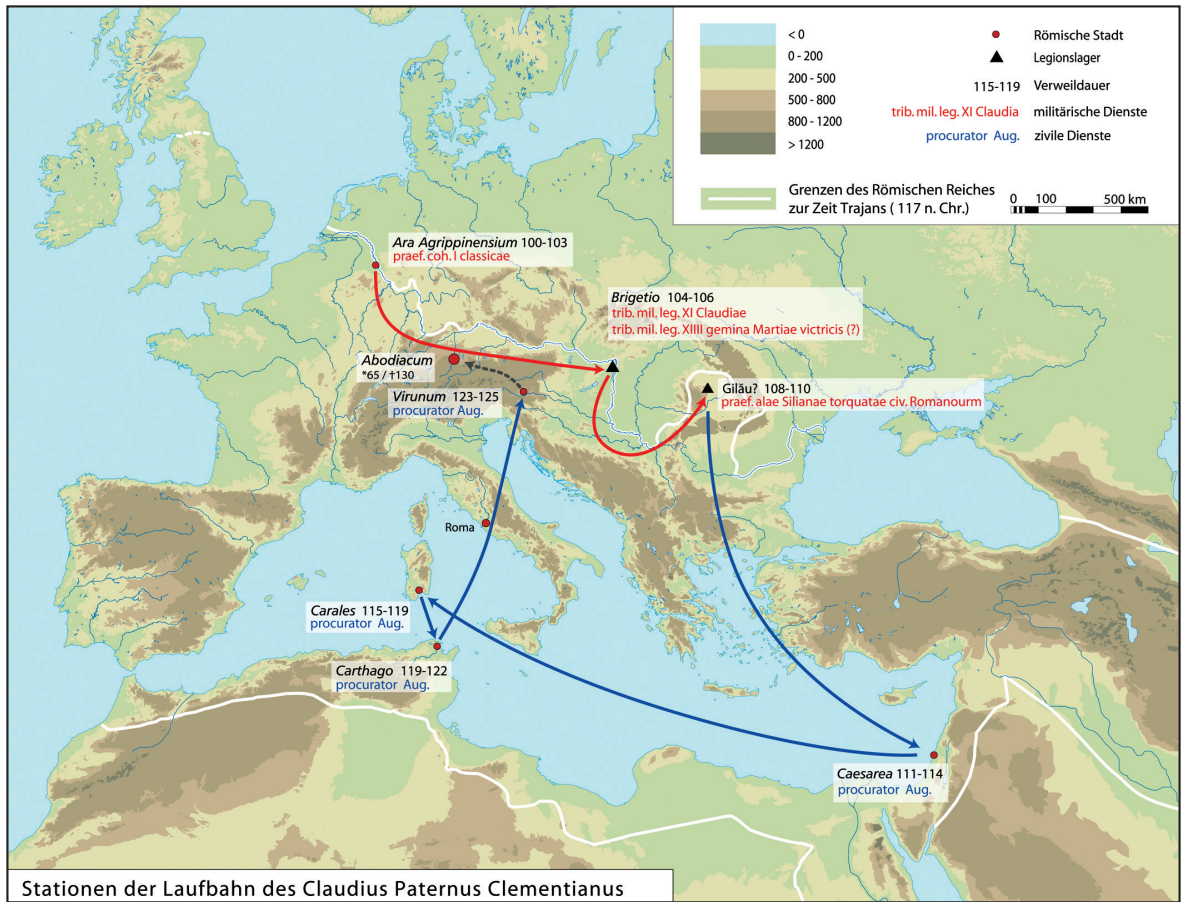 < 0
0 - 200
200 - 500
500 - 800
800 - 1200
> 1200
Römische Stadt
Legionslager
115-119 Verweildauer
trib. mil. leg. XI Claudia militärische Dienste
procurator Aug. zivile Dienste
Grenzen des Römischen Reiches
zur Zeit Trajans ( 117 n. Chr.)
0 100 500 km
Ara Agrippinensium 100-103
praef. coh. I classicae
Brigetio 104-106
trib. mil. leg. XI Claudiae
trib. mil. leg. XIIII gemina Martiae victricis (?)
Abodiacum
*65 / †130
Virunum 123-125
procurator Aug.
Gilău? 108-110
praef. alae Silianae torquatae civ. Romanourm
Roma
Carales 115-119
procurator Aug.
Carthago 119-122
procurator Aug.
Caesarea 111-114
procurator Aug.
Stationen der Laufbahn des Claudius Paternus Clementianus